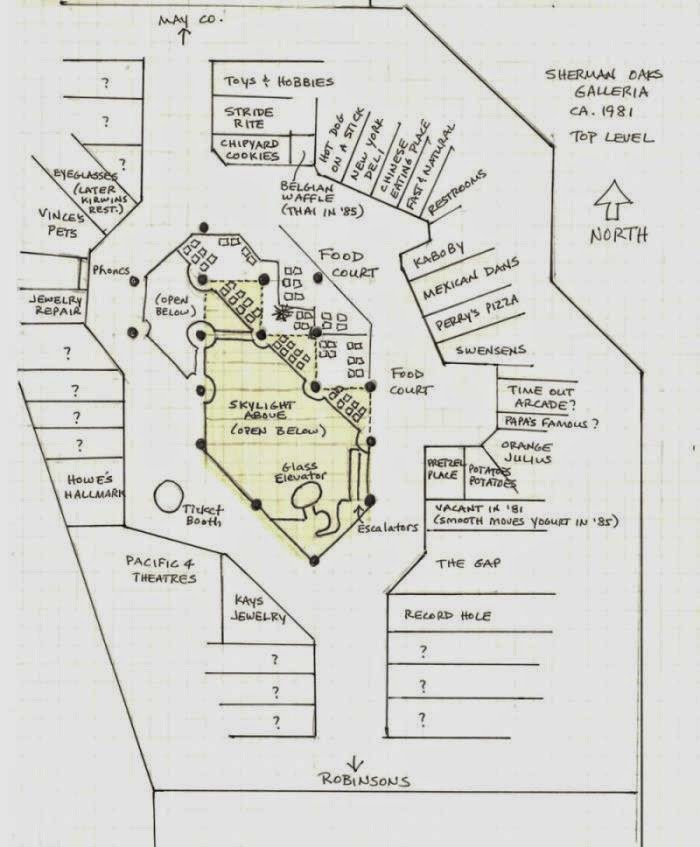 MAY CO.
SHERMAN OAKS
GALLERIA
CA. 1981
TOP LEVEL
NORTH
?
?
?
TOYS & HOBBIES
STRIDE
RITE
CHIPYARD
COOKIES
BELGIAN
WAFFLE
(THAI IN '85)
HOT DOG
ON A STICK
NEW YORK
DELI
CHINESE
EATING PLACE
FAST & NATURAL
RESTROOMS
EYEGLASSES
(LATER
KIRWINS
REST.)
VINCE'S
PETS
Phones
JEWELRY
REPAIR
(OPEN
BELOW)
FOOD
COURT
KABOBY
MEXICAN DANS
PERRY'S PIZZA
SWENSENS
?
?
?
?
FOOD
COURT
TIME OUT
ARCADE?
PAPA'S FAMOUS?
ORANGE
JULIUS
SKYLIGHT
ABOVE
(OPEN BELOW)
Glass
Elevator
PRETZEL
PLACE
POTATOES
POTATOES
HOWE'S
HALLMARK
Ticket
Booth
Escalators
VACANT IN '81
(SMOOTH MOVES YOGURT IN '85)
PACIFIC 4
THEATRES
THE GAP
KAYS
JEWELRY
RECORD HOLE
?
?
?
?
?
?
ROBINSONS